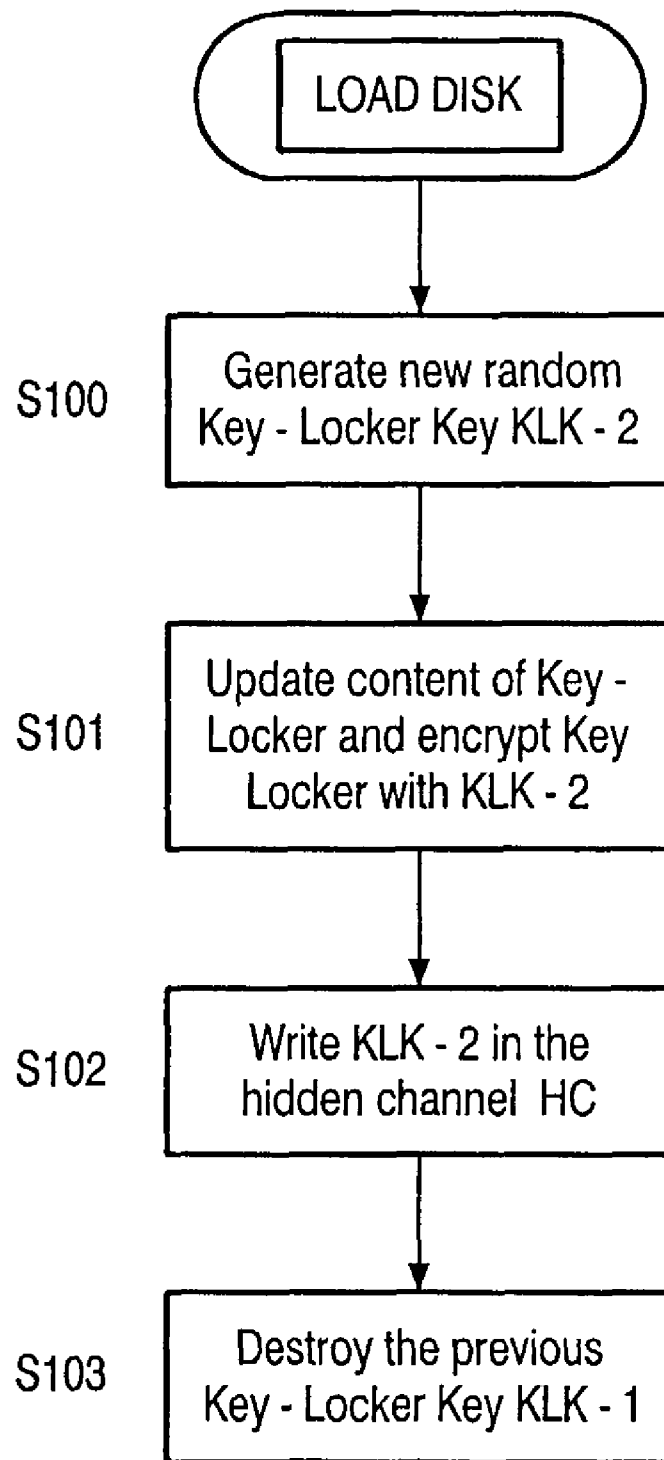 LOAD DISK
S100
Generate new random
Key - Locker Key KLK - 2
S101
Update content of Key -
Locker and encrypt Key
Locker with KLK - 2
S102
Write KLK - 2 in the
hidden channel HC
S103
Destroy the previous
Key - Locker Key KLK - 1